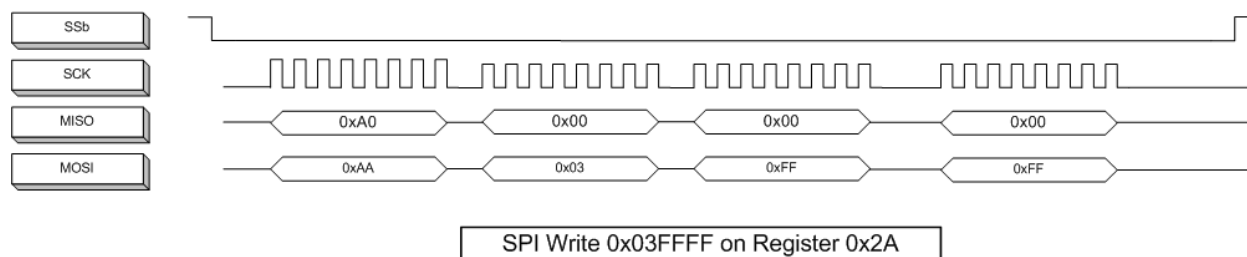 SSb
SCK
MISO
0xA0
0x00
0x00
0x00
MOSI
0xAA
0x03
0xFF
0xFF
SPI Write 0x03FFFF on Register 0x2A